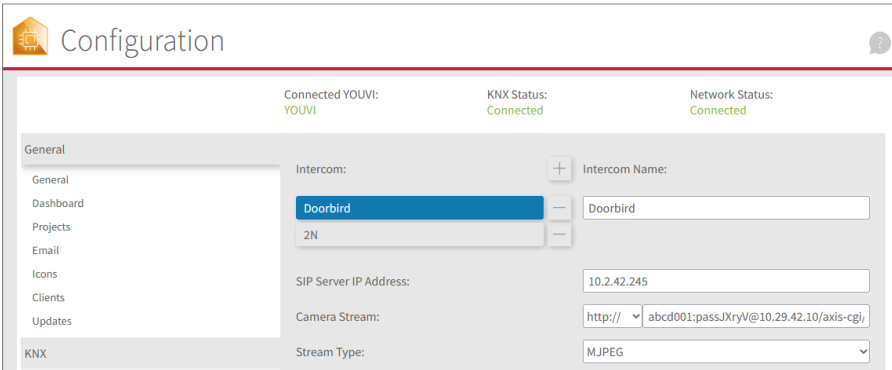 Configuration
?
Connected YOUVI: KNX Status: Network Status:
YOUVI Connected Connected
General
General
Dashboard
Projects
Email
Icons
Clients
Updates
KNX
Intercom: + Intercom Name:
Doorbird — Doorbird
2N —
SIP Server IP Address: 10.2.42.245
Camera Stream: http:// abcd001:passJXryV@10.29.42.10/axis-cgi/
Stream Type: MJPEG